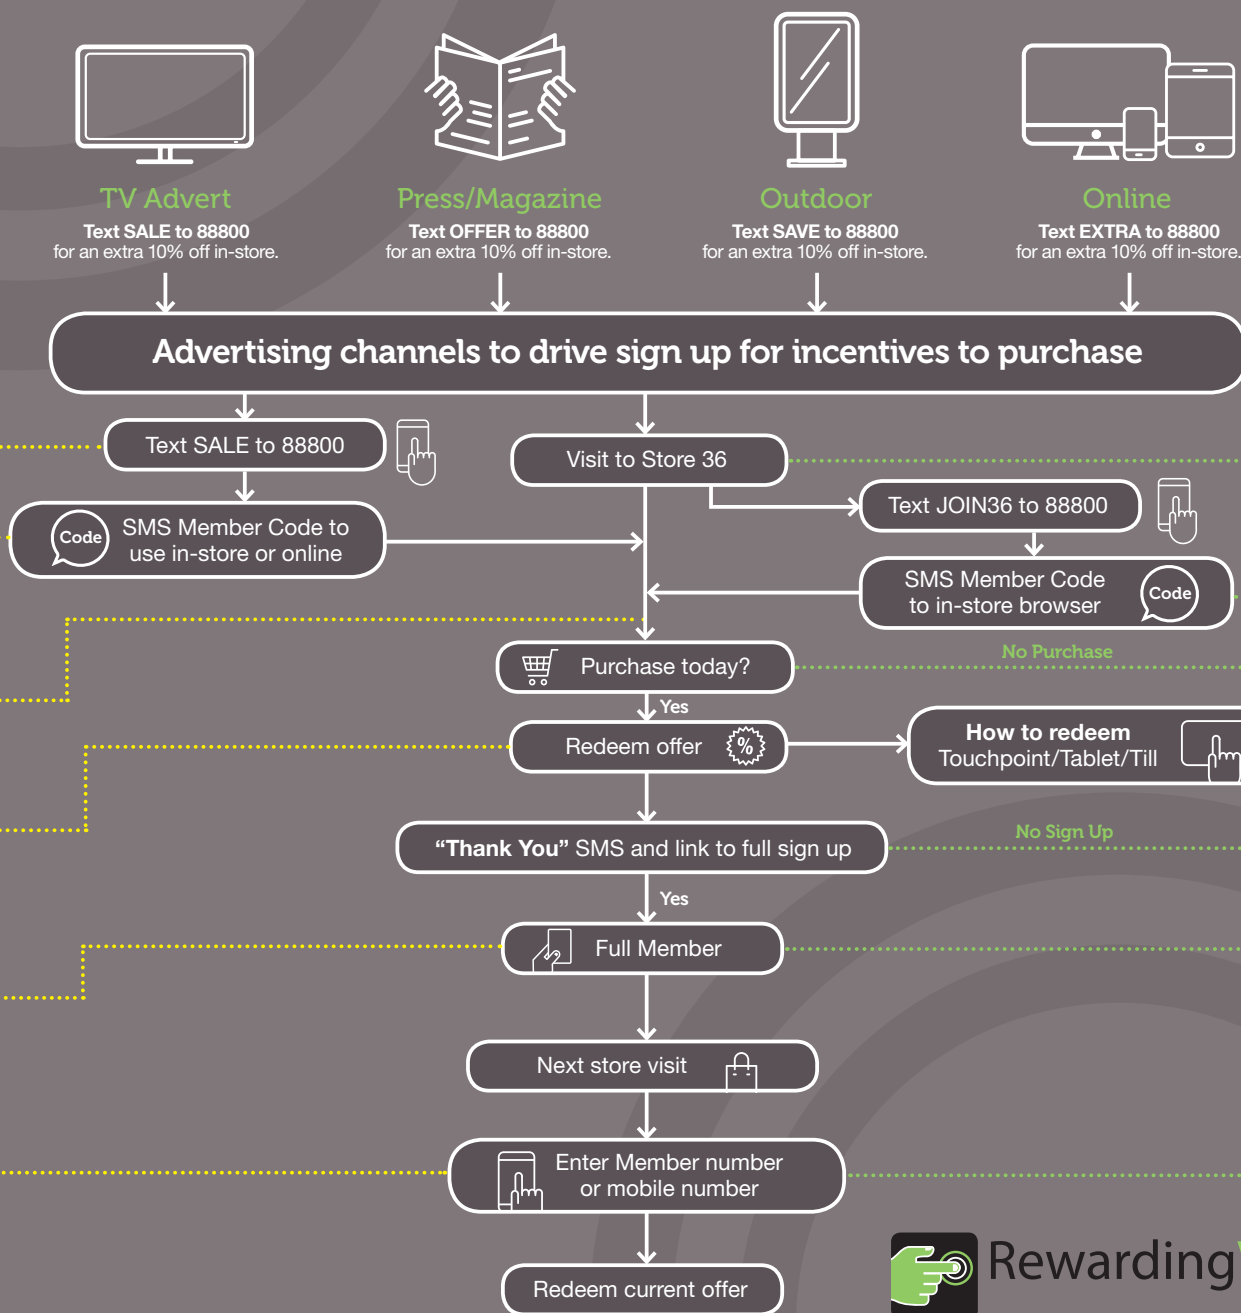 TV Advert
Text SALE to 88800
for an extra 10% off in-store.
Press/Magazine
Text OFFER to 88800
for an extra 10% off in-store.
Outdoor
Text SAVE to 88800
for an extra 10% off in-store.
Online
Text EXTRA to 88800
for an extra 10% off in-store.
Advertising channels to drive sign up for incentives to purchase
Text SALE to 88800
Visit to Store 36
Code
SMS Member Code to
use in-store or online
Text JOIN36 to 88800
SMS Member Code
to in-store browser
Code
Purchase today?
No Purchase
Yes
Redeem offer
%
How to redeem
Touchpoint/Tablet/Till
“Thank You” SMS and link to full sign up
No Sign Up
Yes
Full Member
Next store visit
Enter Member number
or mobile number
Redeem current offer
Rewarding